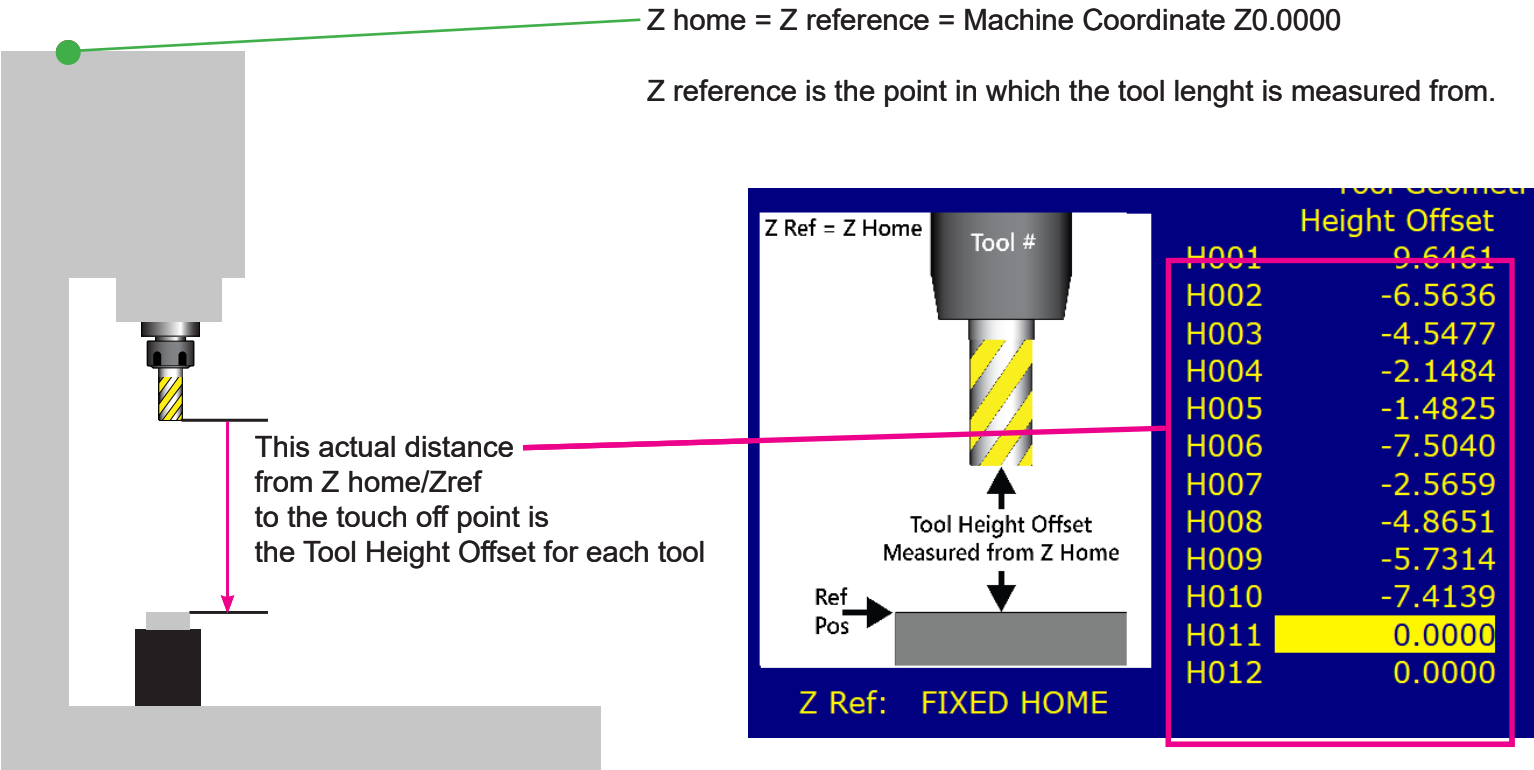 Z home = Z reference = Machine Coordinate Z0.0000
Z reference is the point in which the tool lenght is measured from.
This actual distance
from Z home/Zref
to the touch off point is
the Tool Height Offset for each tool
Z Ref = Z Home
Tool #
Tool Height Offset
Measured from Z Home
Ref
Pos
Z Ref: FIXED HOME
Height Offset
H001 9.6461
H002 -6.5636
H003 -4.5477
H004 -2.1484
H005 -1.4825
H006 -7.5040
H007 -2.5659
H008 -4.8651
H009 -5.7314
H010 -7.4139
H011 0.0000
H012 0.0000